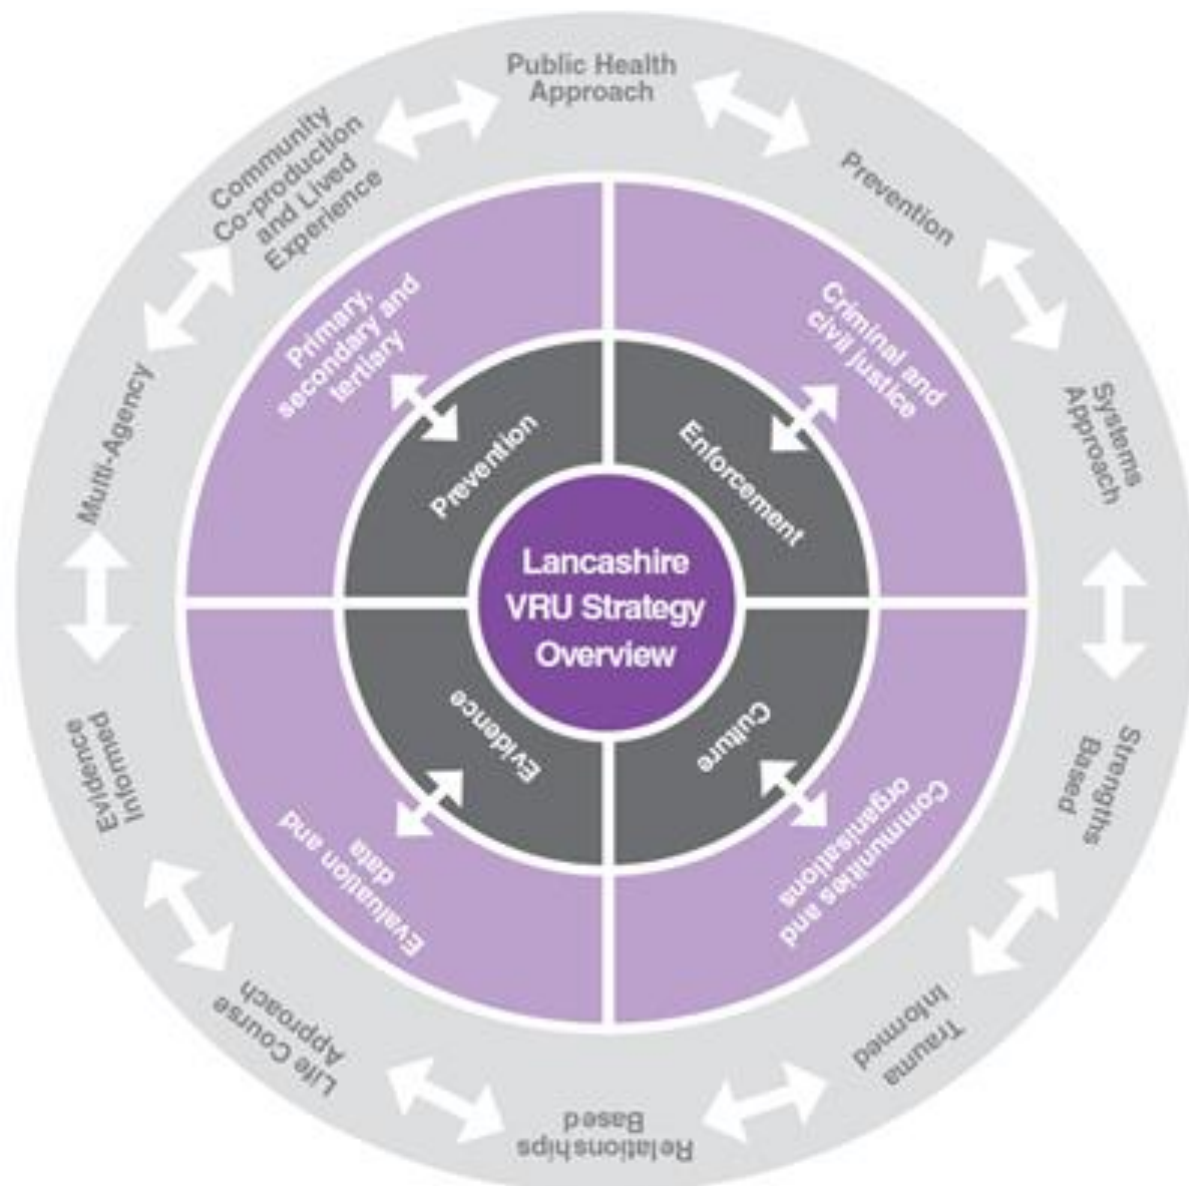 Public Health
Approach
Prevention
Systems
Approach
Strengths
Based
Trauma
Informed
Relationships
Based
Life Course
Approach
Evidence
Informed
Multi-Agency
Community
Co-production
and Lived
Experience
Primary,
secondary and
tertiary
Criminal and
civil justice
Communities and
organisations
Evaluation and
data
Prevention
Enforcement
Culture
Evidence
Lancashire
VRU Strategy
Overview